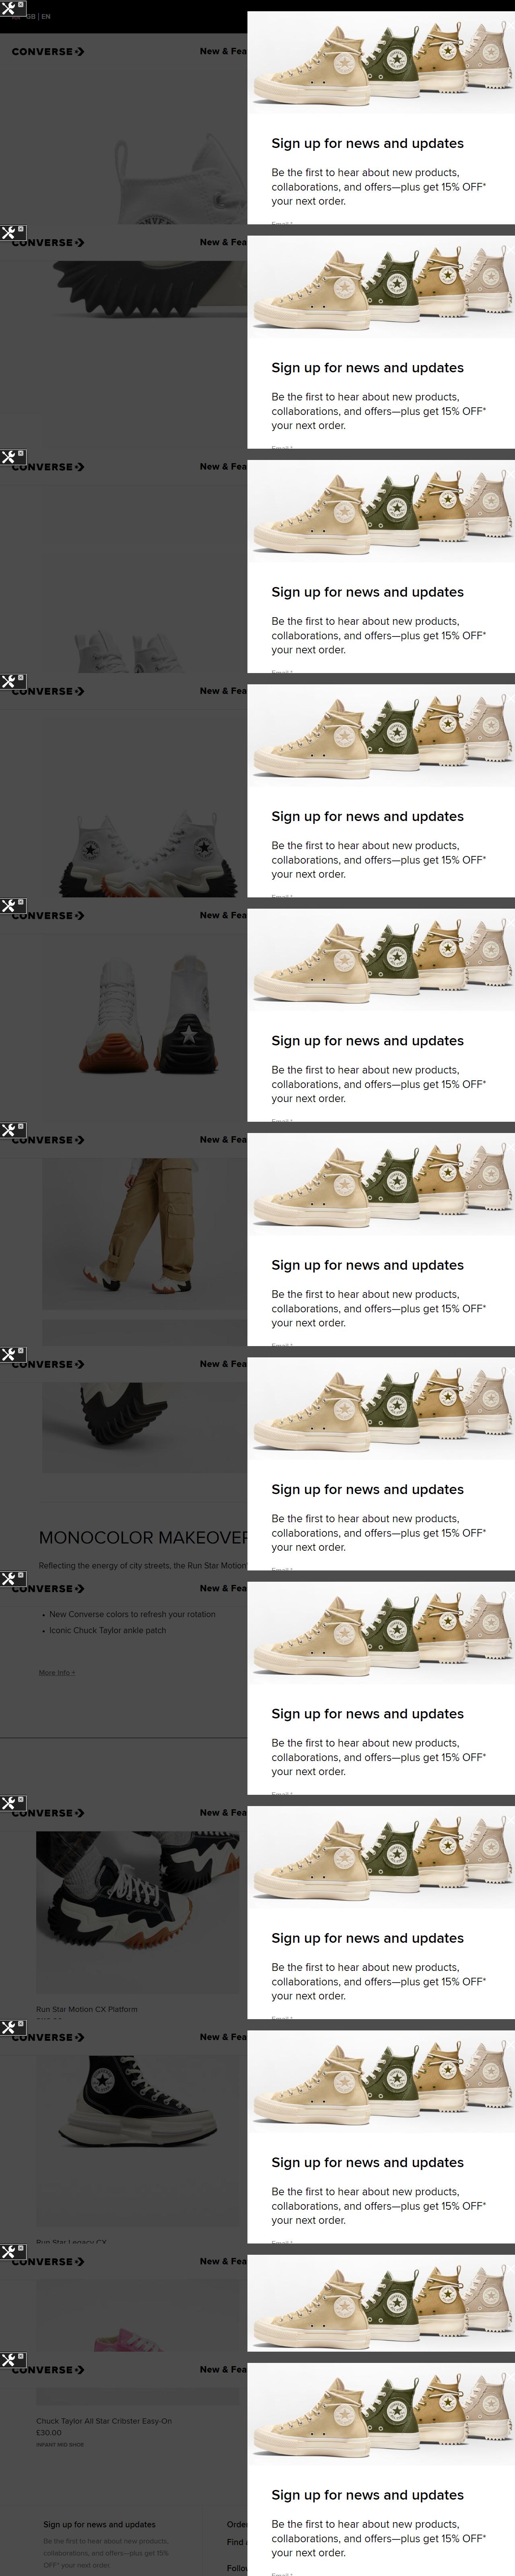 GB | EN
CONVERSE
New & Fea
Sign up for news and updates
Be the first to hear about new products,
collaborations, and offers—plus get 15% OFF*
your next order.
CONVERSE
New & Fea
Sign up for news and updates
Be the first to hear about new products,
collaborations, and offers—plus get 15% OFF*
your next order.
CONVERSE
New & Fea
Sign up for news and updates
Be the first to hear about new products,
collaborations, and offers—plus get 15% OFF*
your next order.
CONVERSE
New & Fea
Sign up for news and updates
Be the first to hear about new products,
collaborations, and offers—plus get 15% OFF*
your next order.
CONVERSE
New & Fea
Sign up for news and updates
Be the first to hear about new products,
collaborations, and offers—plus get 15% OFF*
your next order.
CONVERSE
New & Fea
Sign up for news and updates
Be the first to hear about new products,
collaborations, and offers—plus get 15% OFF*
your next order.
CONVERSE
New & Fea
Sign up for news and updates
Be the first to hear about new products,
collaborations, and offers—plus get 15% OFF*
your next order.
MONOCOLOR MAKEOVER
Reflecting the energy of city streets, the Run Star Motion
CONVERSE
New & Fea
New Converse colors to refresh your rotation
Iconic Chuck Taylor ankle patch
More Info +
Sign up for news and updates
Be the first to hear about new products,
collaborations, and offers—plus get 15% OFF*
your next order.
CONVERSE
New & Fea
Sign up for news and updates
Be the first to hear about new products,
collaborations, and offers—plus get 15% OFF*
your next order.
Run Star Motion CX Platform
CONVERSE
New & Fea
Sign up for news and updates
Be the first to hear about new products,
collaborations, and offers—plus get 15% OFF*
your next order.
Run Star Legacy CX
CONVERSE
New & Fea
CONVERSE
New & Fea
Chuck Taylor All Star Cribster Easy-On
£30.00
INFANT MID SHOE
Sign up for news and updates
Be the first to hear about new products,
collaborations, and offers—plus get 15% OFF*
your next order.
Sign up for news and updates
Be the first to hear about new products,
collaborations, and offers—plus get 15%
OFF* your next order.
Orde
Find a
Follow